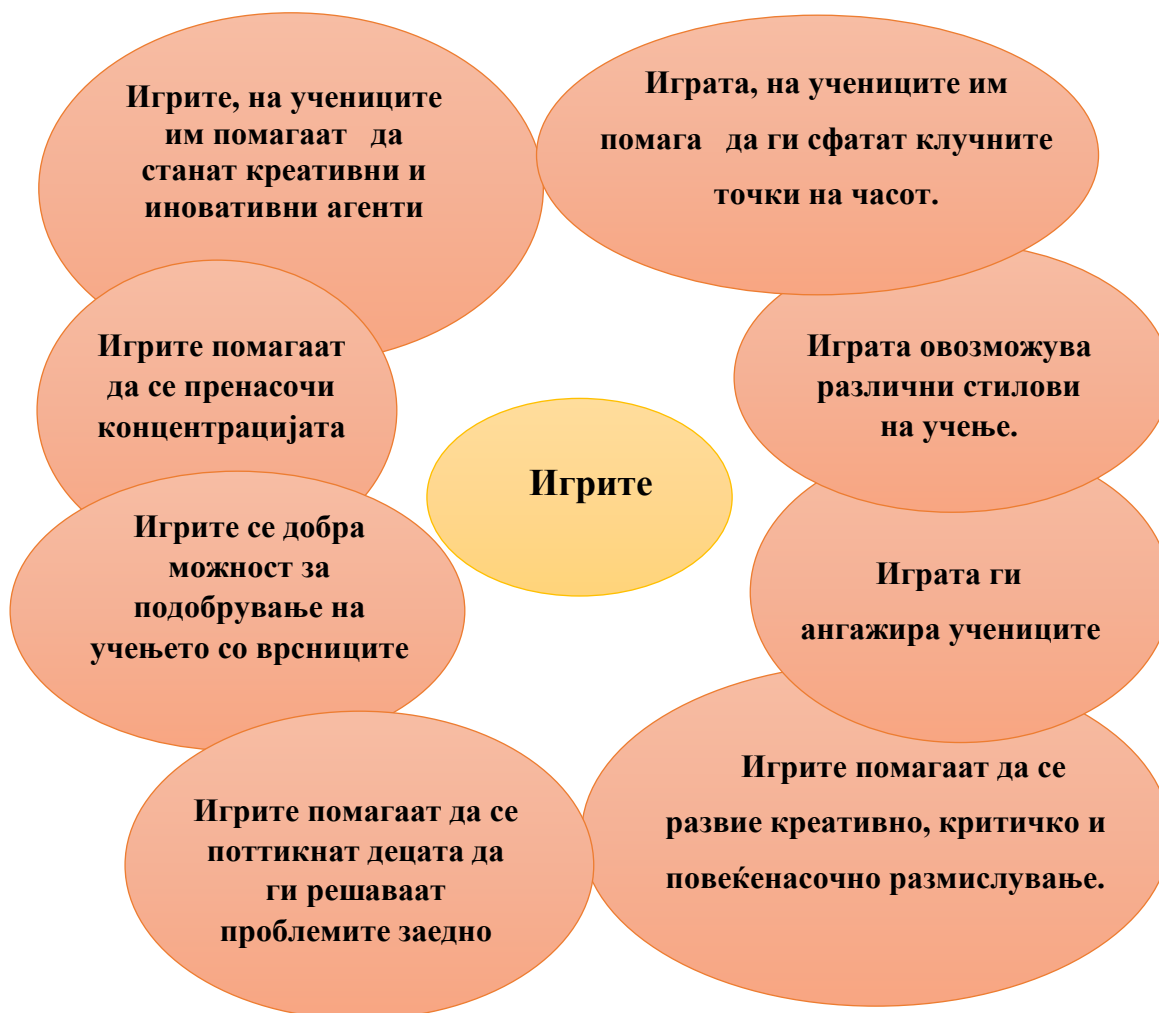 Игрите, на учениците
им помагаат да
станат креативни и
иновативни агенти
Играта, на учениците им
помага да ги сфатат клучните
точки на часот.
Игрите помагаат
да се пренасочи
концентрацијата
Играта овозможува
различни стилови
на учење.
Игрите
Игрите се добра
можност за
подобрување на
учењето со врсниците
Играта ги
ангажира учениците
Игрите помагаат да се
поттикнат децата да
ги решаваат
проблемите заедно
Игрите помагаат да се
развие креативно, критичко и
повеќенасочно размислување.